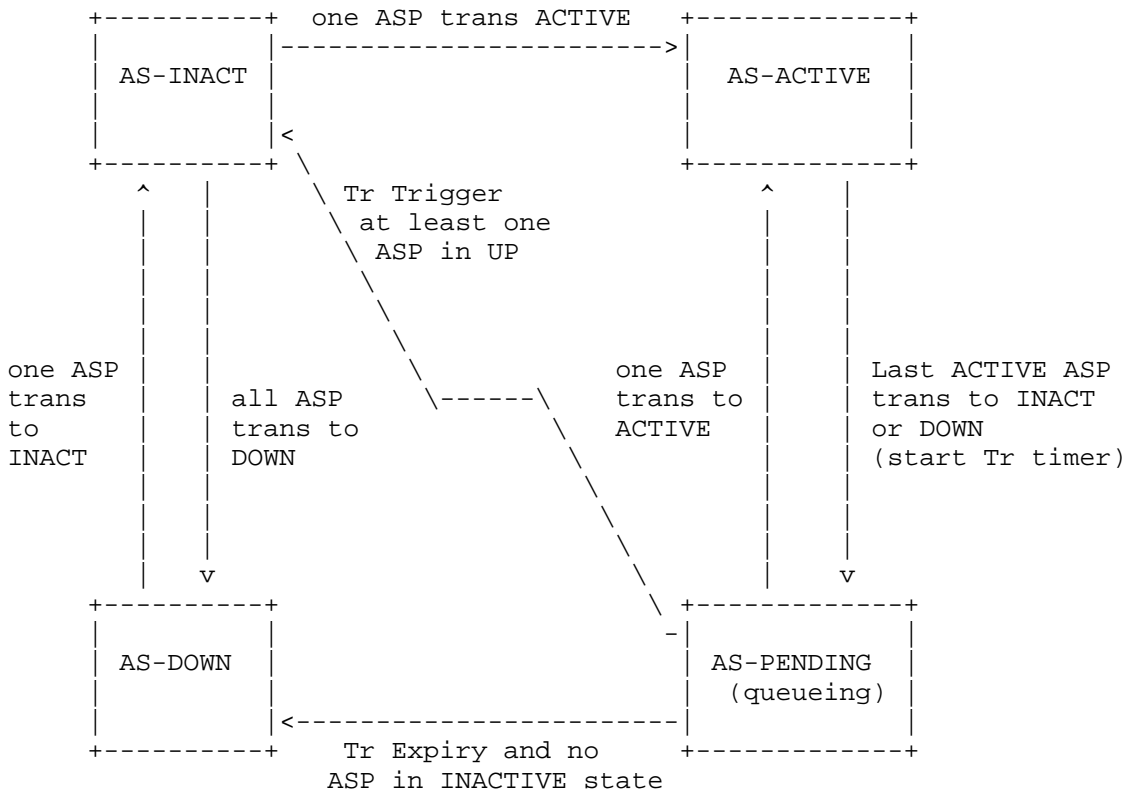 one ASP trans ACTIVE
AS-INACT
AS-ACTIVE
Tr Trigger
at least one
ASP in UP
one ASP
trans
to
INACT
all ASP
trans to
DOWN
one ASP
trans to
ACTIVE
Last ACTIVE ASP
trans to INACT
or DOWN
(start Tr timer)
AS-DOWN
AS-PENDING
(queueing)
Tr Expiry and no
ASP in INACTIVE state